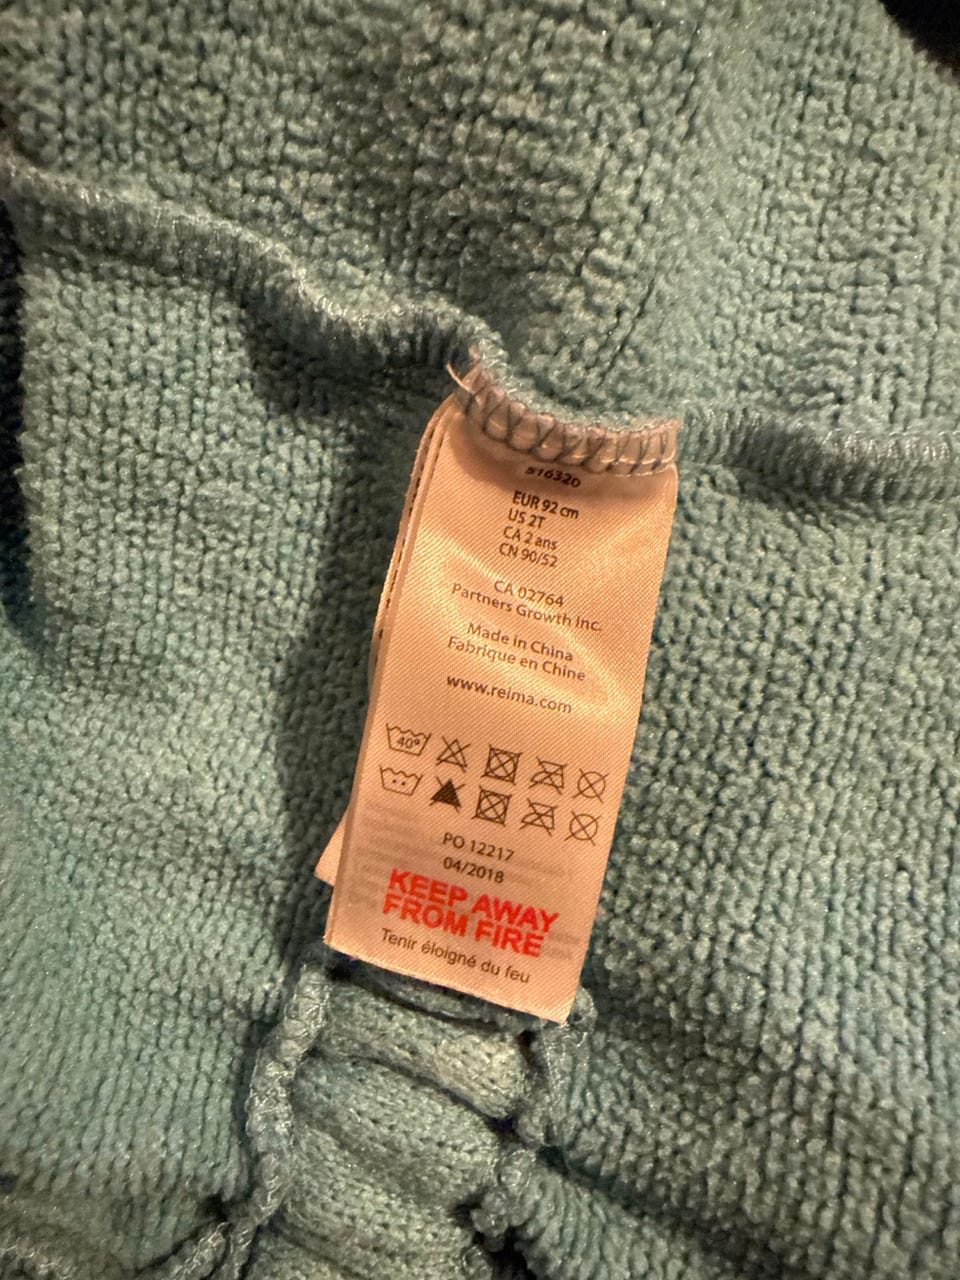 516320
EUR 92 cm
US 2T
CA 2 ans
CN 90/52
CA 02764
Partners Growth Inc.
Made in China
Fabrique en Chine
www.reima.com
40°
PO 12217
04/2018
KEEP AWAY
FROM FIRE
Tenir éloigné du feu